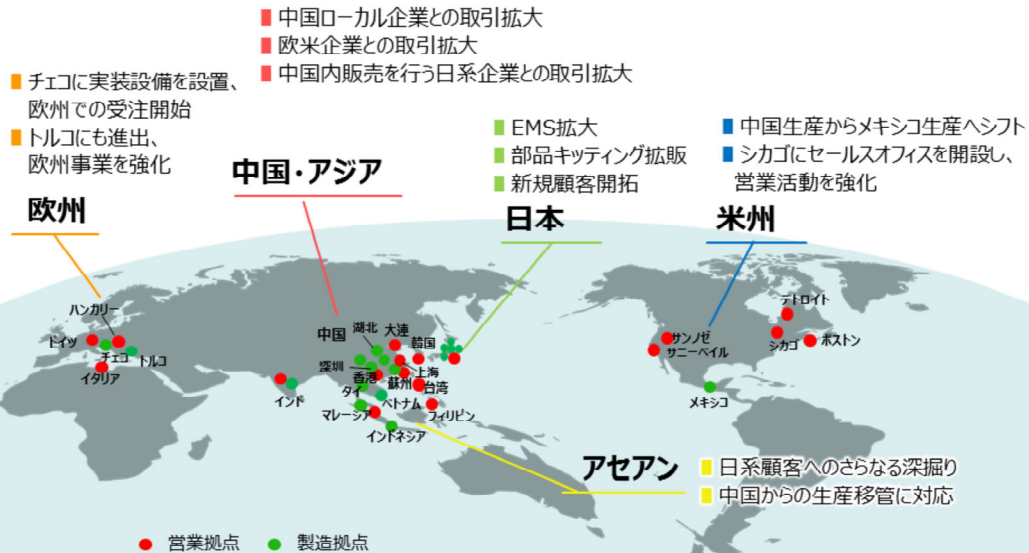 中国ローカル企業との取引拡大
欧米企業との取引拡大
中国内販売を行う日系企業との取引拡大
チェコに実装設備を設置、
欧州での受注開始
トルコにも進出、
欧州事業を強化
EMS拡大
部品キッティング拡販
新規顧客開拓
中国生産からメキシコ生産へシフト
シカゴにセールスオフィスを開設し、
営業活動を強化
中国・アジア
欧州
日本
米州
ハンガリー
ドイツ
チェコ
トルコ
イタリア
インド
中国
湖北
大連
韓国
深圳
香港
上海
蘇州
台湾
タイ
ベトナム
マレーシア
フィリピン
インドネシア
デトロイト
サンノゼ
サニーベイル
シカゴ
ボストン
メキシコ
アセアン
日系顧客へのさらなる深掘り
中国からの生産移管に対応
営業拠点
製造拠点